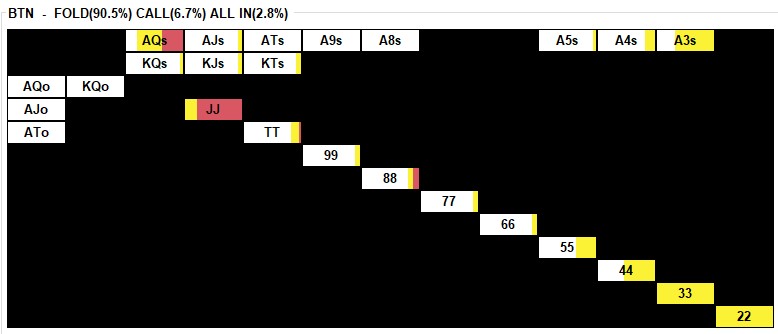 BTN - FOLD(90.5%) CALL(6.7%) ALL IN(2.8%)
AQs AJs ATs A9s A8s A5s A4s A3s
KQs KJs KTs
AQo KQo
AJo JJ
ATo TT
99
88
77
66
55
44
33
22